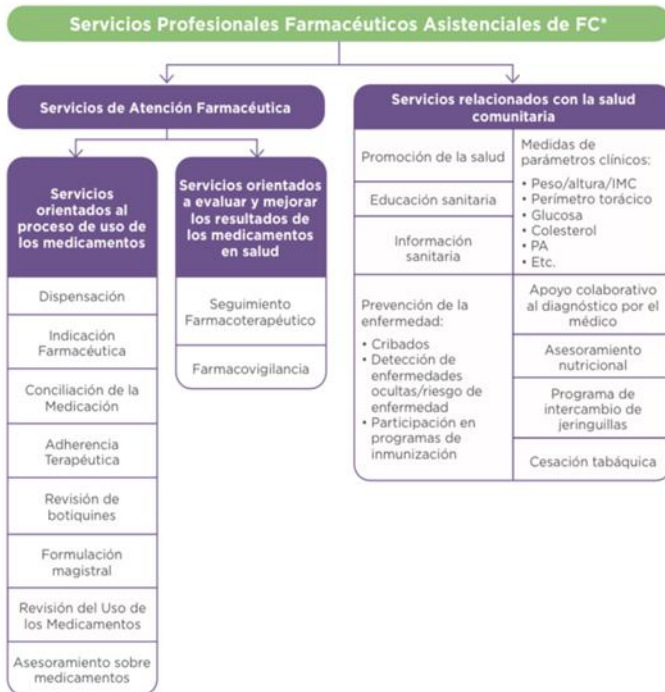 Servicios Profesionales Farmacéuticos Asistenciales de FC*
Servicios de Atención Farmacéutica
Servicios
orientados al
proceso de uso de
los medicamentos
Dispensación
Indicación
Farmacéutica
Conciliación de la
Medicación
Adherencia
Terapéutica
Revisión de
botiquines
Formulación
magistral
Revisión del Uso de
los Medicamentos
Asesoramiento sobre
medicamentos
Servicios orientados
a evaluar y mejorar
los resultados de
los medicamentos
en salud
Seguimiento
Farmacoterapéutico
Farmacovigilancia
Servicios relacionados con la salud
comunitaria
Promoción de la salud
Educación sanitaria
Información
sanitaria
Prevención de la
enfermedad:
• Cribados
• Detección de
enfermedades
ocultas/riesgo de
enfermedad
• Participación en
programas de
inmunización
Medidas de
parámetros clínicos:
• Peso/altura/IMC
• Perímetro torácico
• Glucosa
• Colesterol
• PA
• Etc.
Apoyo colaborativo
al diagnóstico por el
médico
Asesoramiento
nutricional
Programa de
intercambio de
jeringuillas
Cesación tabáquica